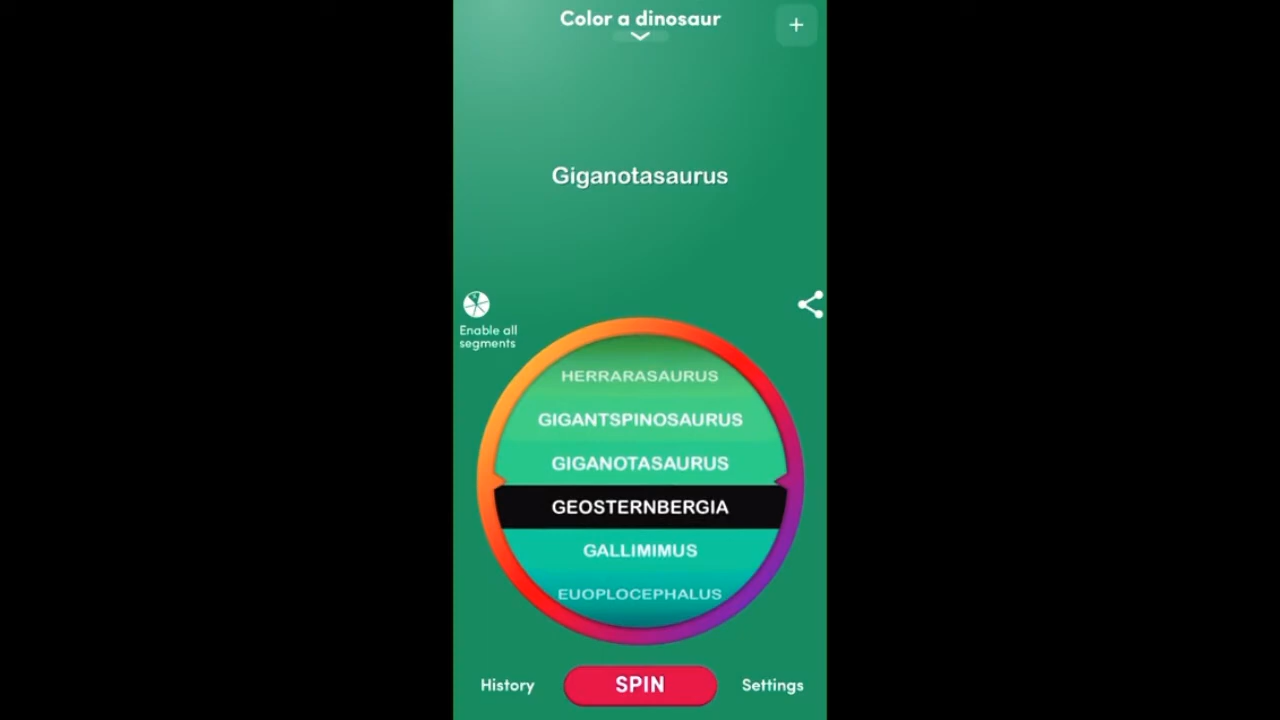 Color a dinosaur
+
Giganotasaurus
Enable all
segments
HERRARASAURUS
GIGANTSPINOSAURUS
GIGANOTASAURUS
GEOSTERNBERGIA
GALLIMIMUS
EUOPLOCEPHALUS
History
SPIN
Settings